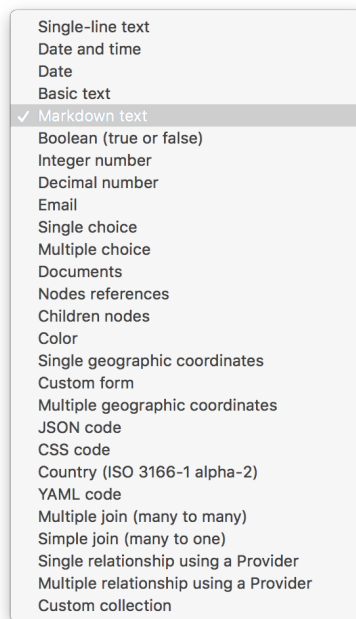 Single-line text
Date and time
Date
Basic text
✓ Markdown text
Boolean (true or false)
Integer number
Decimal number
Email
Single choice
Multiple choice
Documents
Nodes references
Children nodes
Color
Single geographic coordinates
Custom form
Multiple geographic coordinates
JSON code
CSS code
Country (ISO 3166-1 alpha-2)
YAML code
Multiple join (many to many)
Simple join (many to one)
Single relationship using a Provider
Multiple relationship using a Provider
Custom collection